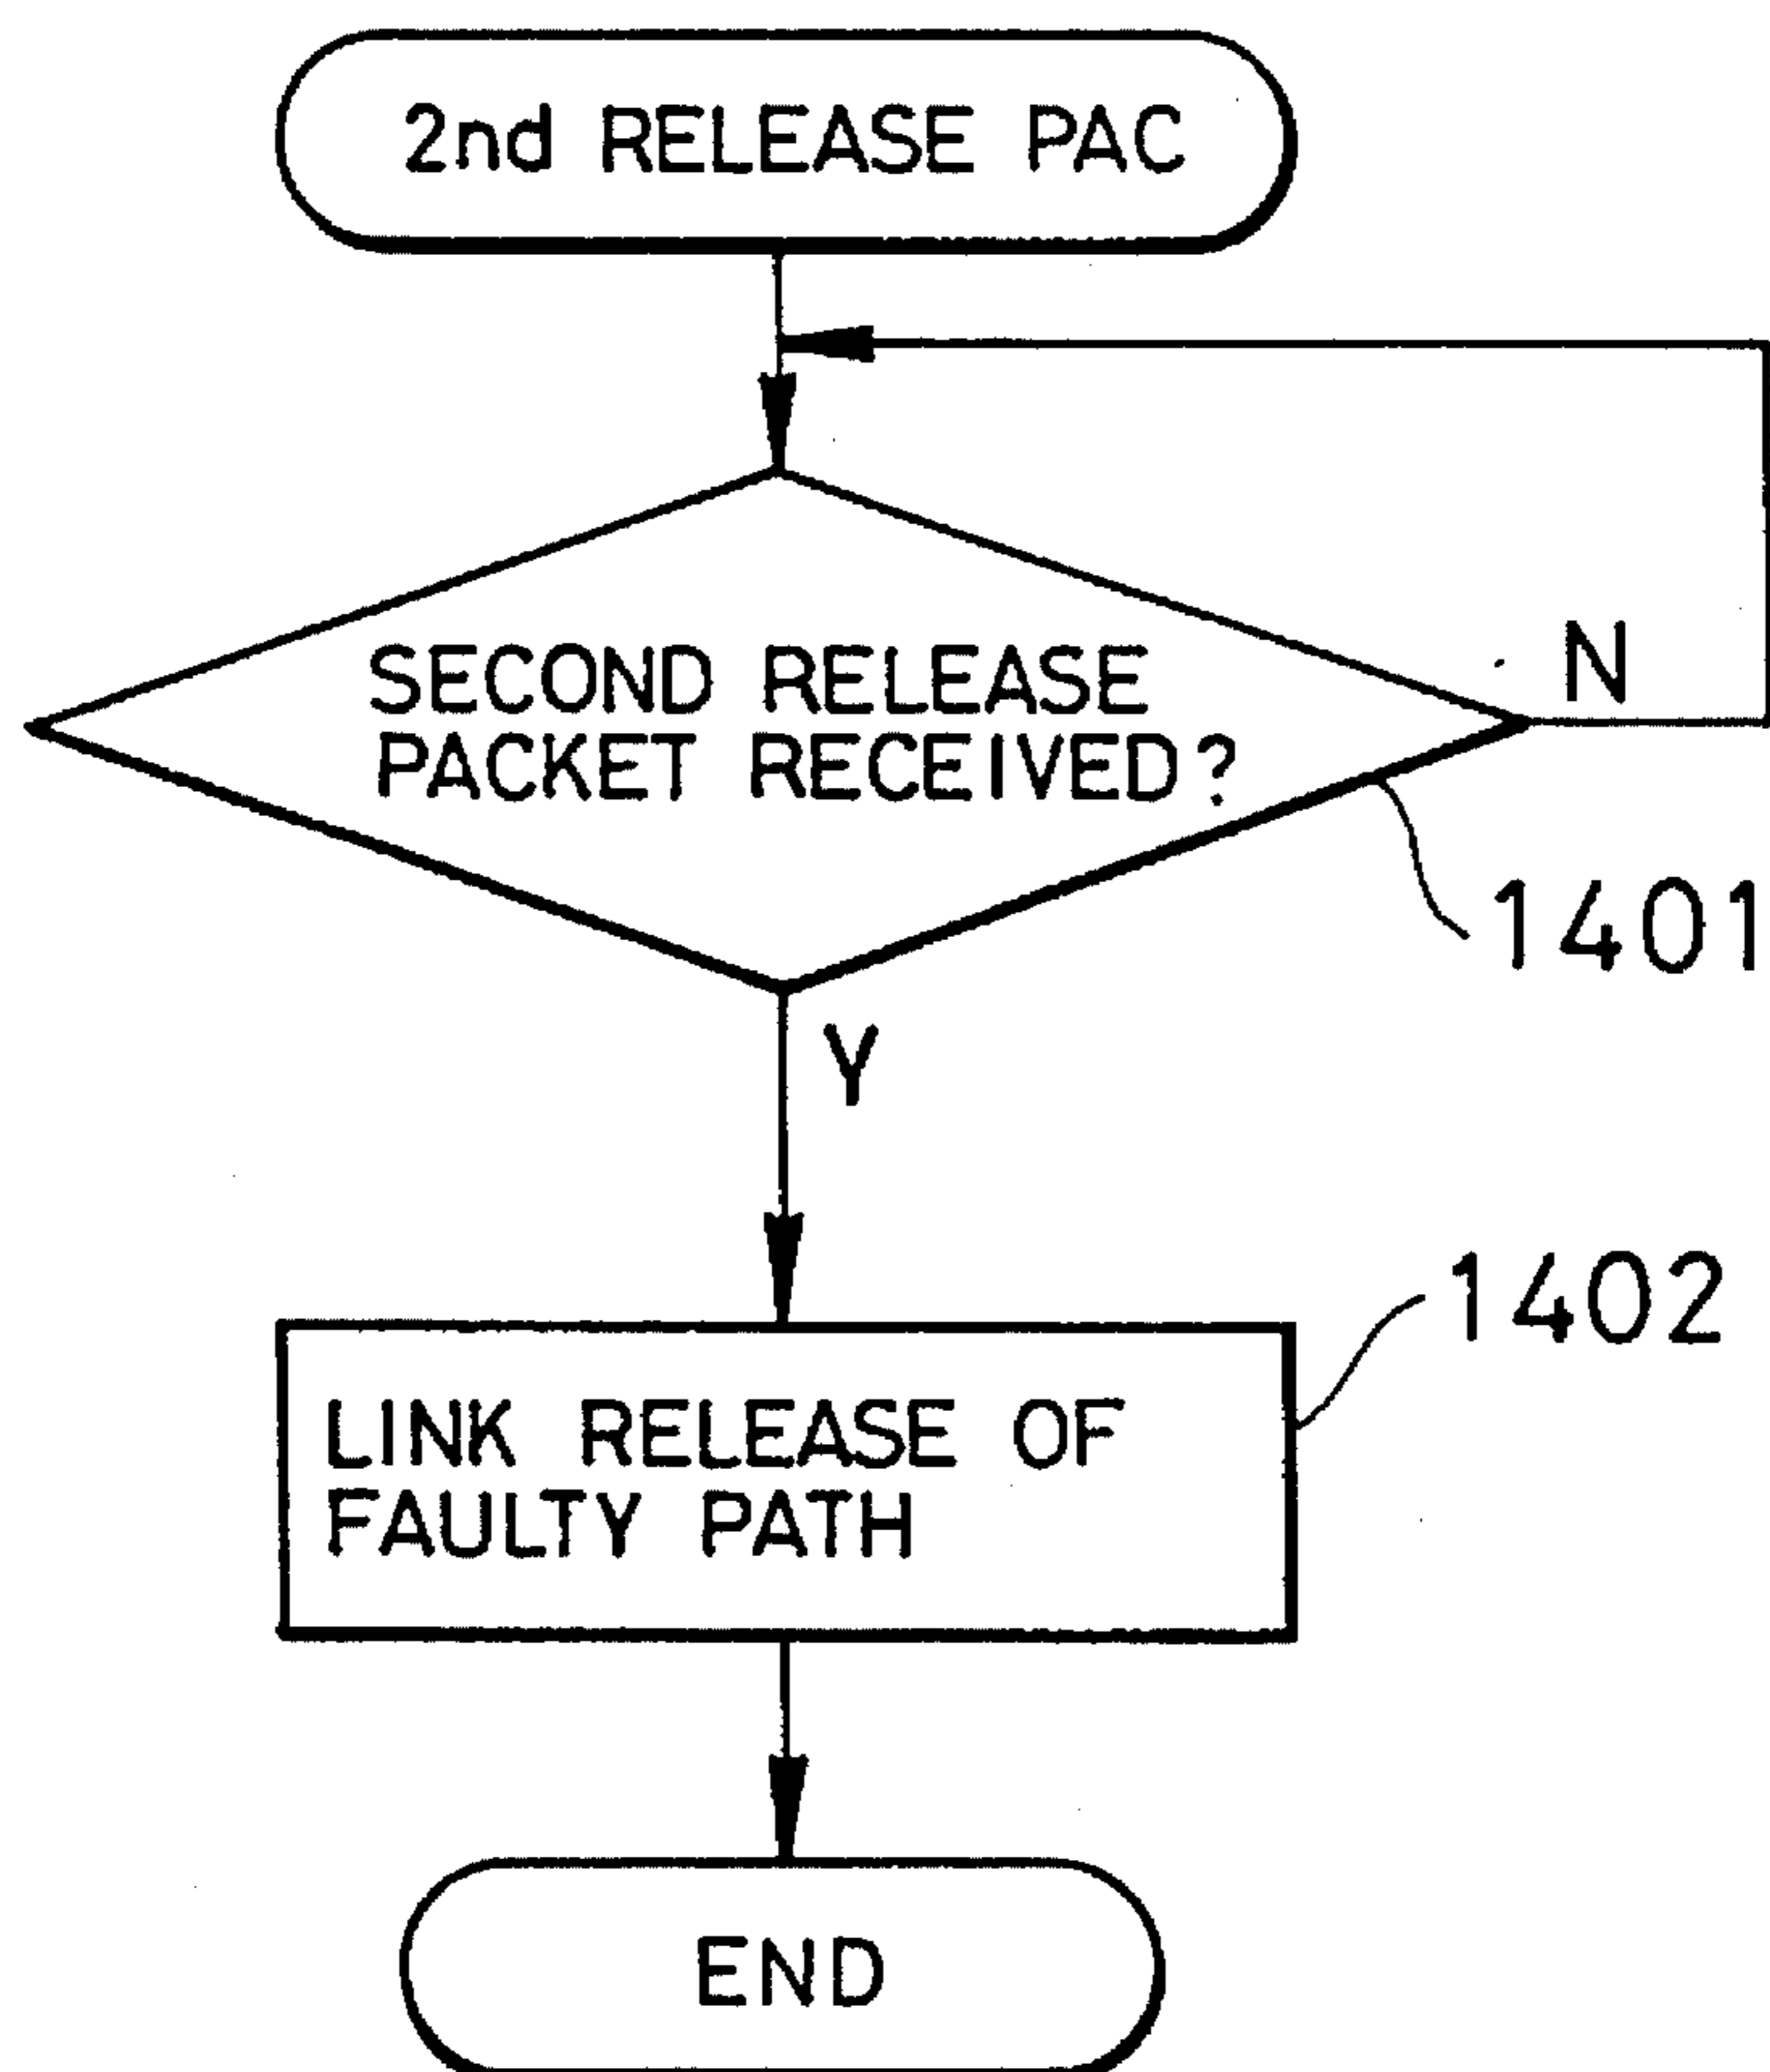 2nd RELEASE PAC
SECOND RELEASE
PACKET RECEIVED?
N
1401
Y
1402
LINK RELEASE OF
FAULTY PATH
END